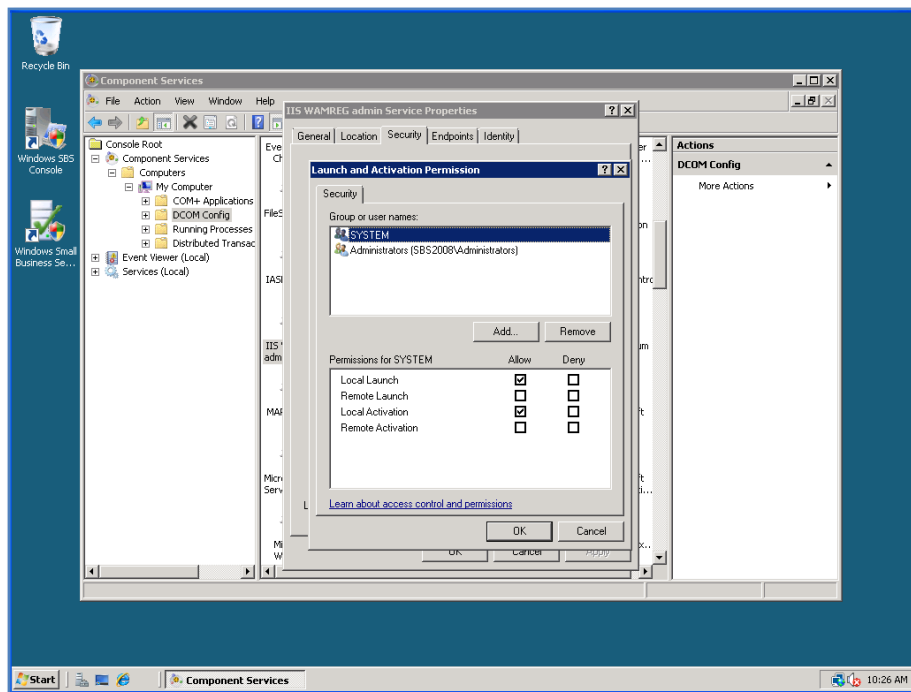 Recycle Bin
Windows SBS
Console
Windows Small
Business Se...
Component Services
File Action View Window Help
Console Root
Component Services
Computers
My Computer
COM+ Applications
DCOM Config
Running Processes
Distributed Transac
Event Viewer (Local)
Services (Local)
Actions
DCOM Config
More Actions
IIS WAMREG admin Service Properties
General Location Security Endpoints Identity
Launch and Activation Permission
Security
Group or user names:
SYSTEM
Administrators (SBS2008\Administrators)
Add... Remove
Permissions for SYSTEM Allow Deny
Local Launch
Remote Launch
Local Activation
Remote Activation
Learn about access control and permissions
OK Cancel
OK Cancel Apply
Start
Component Services
10:26 AM